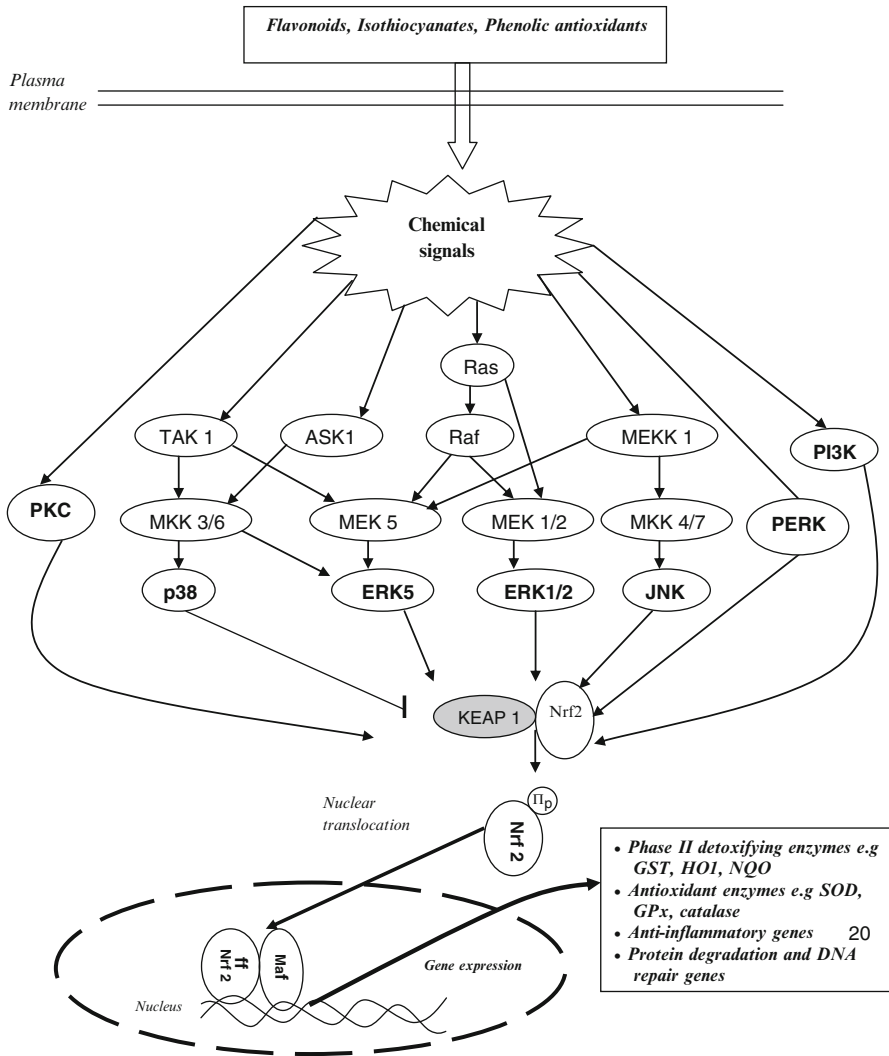 Flavonoids, Isothiocyanates, Phenolic antioxidants
Plasma
membrane
Chemical
signals
Ras
TAK 1
ASK1
Raf
MEKK 1
PI3K
PKC
MKK 3/6
MEK 5
MEK 1/2
MKK 4/7
PERK
p38
ERK5
ERK1/2
JNK
KEAP 1
Nrf2
Nuclear
translocation
Πp
Nrf 2
• Phase II detoxifying enzymes e.g
GST, HO1, NQO
• Antioxidant enzymes e.g SOD,
GPx, catalase
• Anti-inflammatory genes 20
• Protein degradation and DNA
repair genes
ff
Nrf 2
Maf
Gene expression
Nucleus